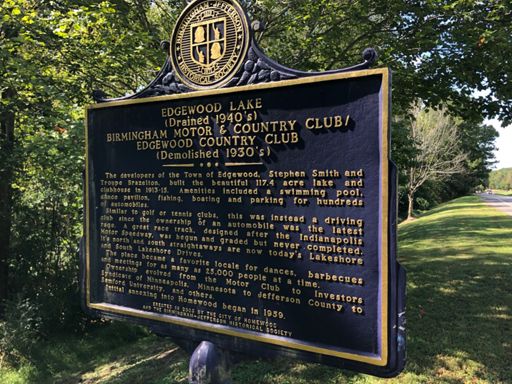 BIRMINGHAM-JEFFERSON
HISTORICAL SOCIETY
EDGEWOOD LAKE
(Drained 1940's)
BIRMINGHAM MOTOR & COUNTRY CLUB/
EDGEWOOD COUNTRY CLUB
(Demolished 1930's)
The developers of the Town of Edgewood, Stephen Smith and
Troupe Brazelton, built the beautiful 117.4 acre lake and
clubhouse in 1913-15. Amenities included a swimming pool,
dance pavilion, fishing, boating and parking for hundreds
of automobiles.
Similar to golf or tennis clubs, this was instead a driving
club since the ownership of an automobile was the latest
rage. A great race track, designed after the Indianapolis
Motor Speedway, was begun and graded but never completed.
It's north and south straightaways are now today's Lakeshore
and South Lakeshore Drives.
The place became a favorite locale for dances, barbecues
and meetings for as many as 25,000 people at a time.
Ownership evolved from the Motor Club to Investors
Syndicate of Minneapolis, Minnesota to Jefferson County to
Samford University, and others.
Initial annexing into Homewood began in 1959.
ERECTED IN 2003 BY THE CITY OF HOMEWOOD
AND THE BIRMINGHAM-JEFFERSON HISTORICAL SOCIETY